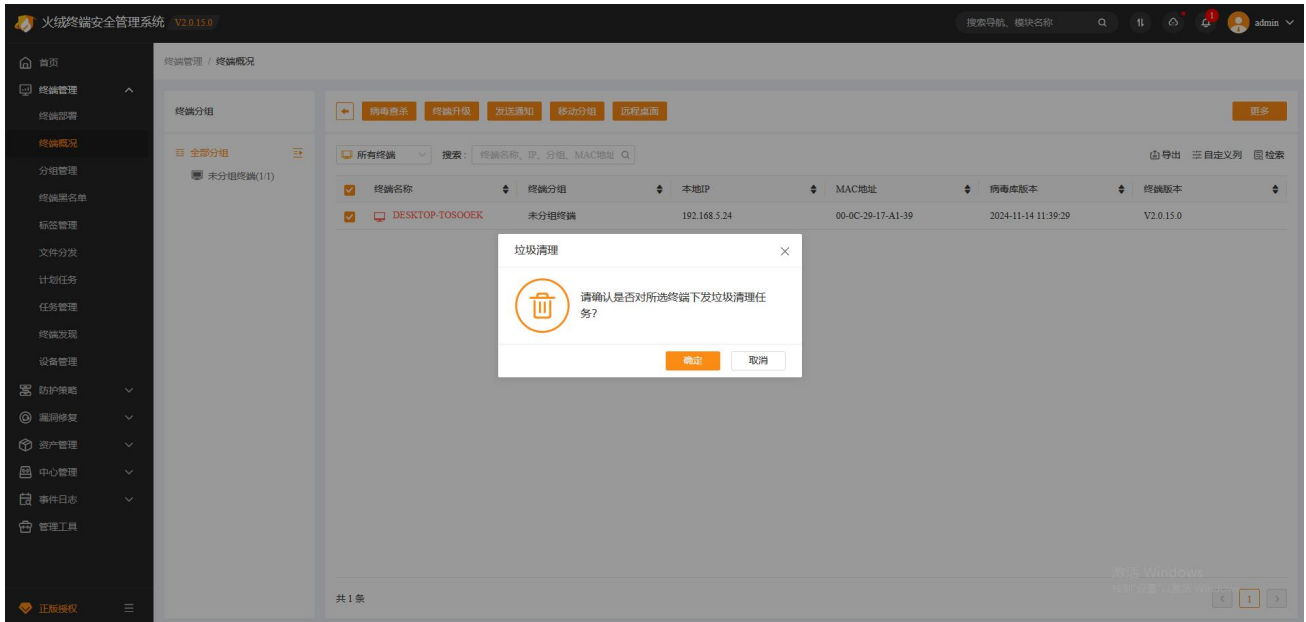 火绒终端安全管理系统 V2.0.15.0
搜索导航、模块名称
1
admin
首页
终端管理
终端部署
终端概况
分组管理
终端黑名单
标签管理
文件分发
计划任务
任务管理
终端发现
设备管理
防护策略
漏洞修复
资产管理
中心管理
事件日志
管理工具
正版授权
终端管理 / 终端概况
终端分组
全部分组
未分组终端(1/1)
病毒查杀 终端升级 发送通知 移动分组 远程桌面 更多
所有终端 搜索: 终端名称、IP、分组、MAC地址 导出 自定义列 检索
终端名称 终端分组 本地IP MAC地址 病毒库版本 终端版本
DESKTOP-TOSOOEK 未分组终端 192.168.5.24 00-0C-29-17-A1-39 2024-11-14 11:39:29 V2.0.15.0
垃圾清理
请确认是否对所选终端下发垃圾清理任
务?
确定 取消
激活 Windows
共 1 条
1